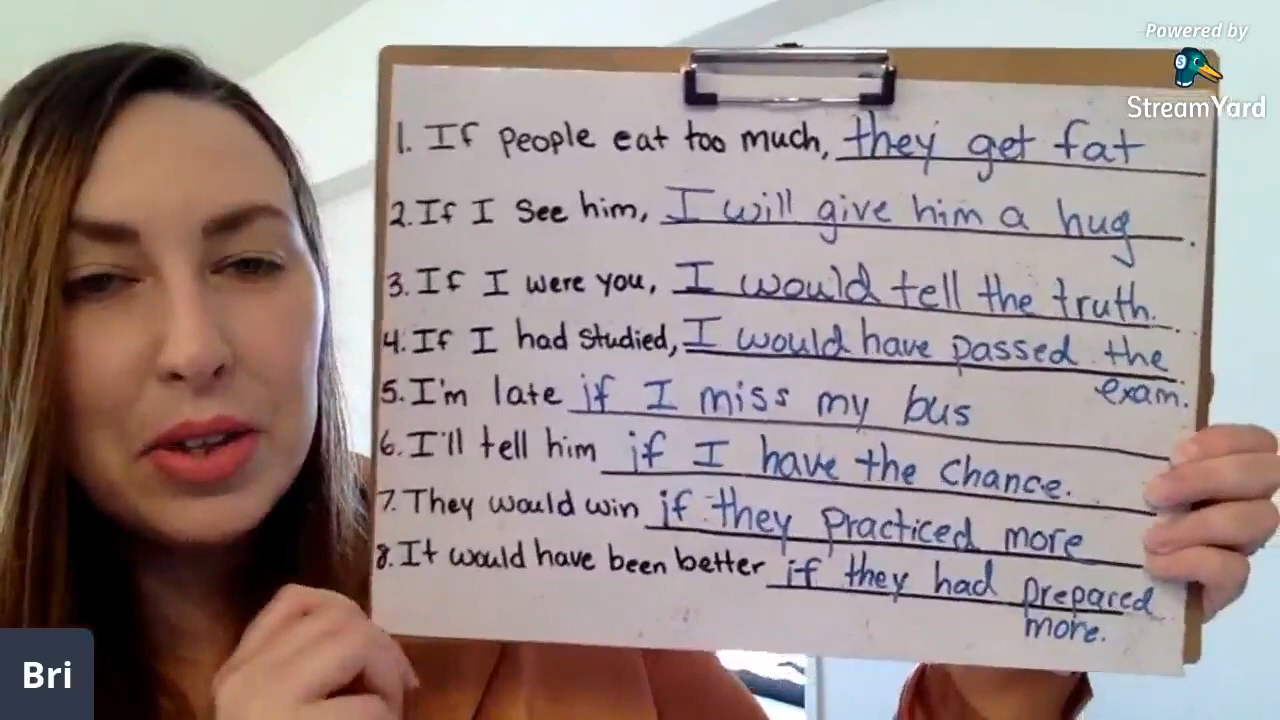 Powered by
StreamYard
1. If people eat too much, they get fat
2. If I see him, I will give him a hug.
3. If I were you, I would tell the truth.
4. If I had studied, I would have passed the
exam.
5. I'm late if I miss my bus
6. I'll tell him if I have the chance.
7. They would win if they practiced more
8. It would have been better if they had prepared
more.
Bri